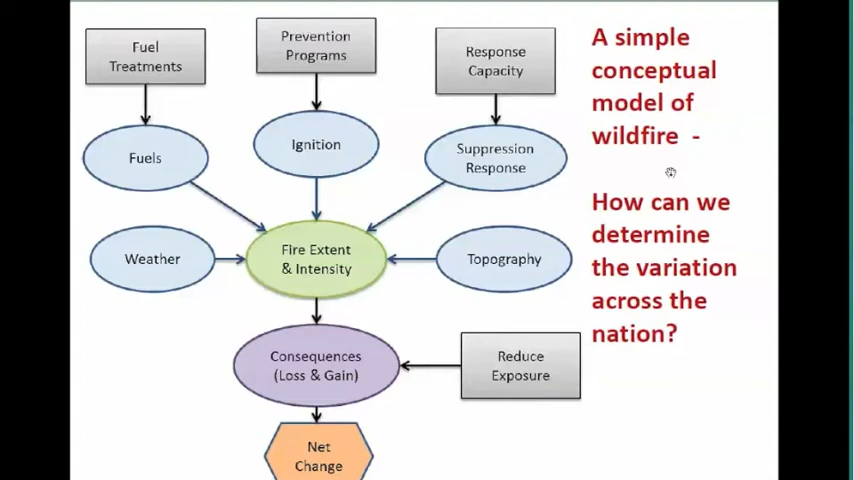 Fuel
Treatments
Prevention
Programs
Response
Capacity
Fuels
Ignition
Suppression
Response
Weather
Fire Extent
& Intensity
Topography
Consequences
(Loss & Gain)
Reduce
Exposure
Net
Change
A simple
conceptual
model of
wildfire -
How can we
determine
the variation
across the
nation?